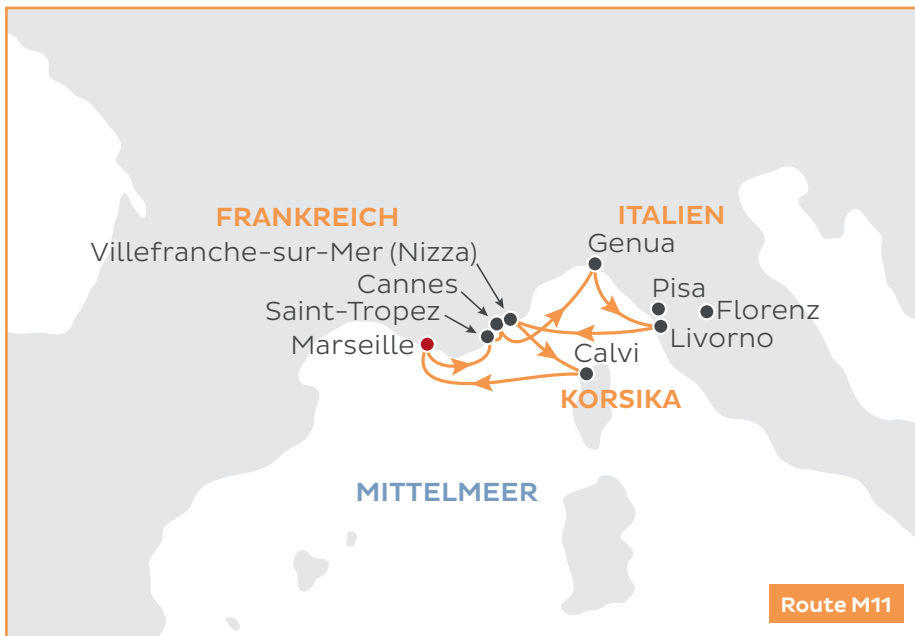 FRANKREICH
ITALIEN
Villefranche-sur-Mer (Nizza)
Genua
Cannes
Pisa
Saint-Tropez
Florenz
Marseille
Livorno
Calvi
KORSIKA
MITTELMEER
Route M11